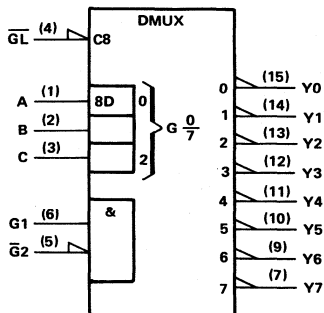 DMUX
G̅L̅ (4) C8
(15)
0 Y0
A (1) 8D 0
(14)
1 Y1
B (2)
G 0/7
(13)
2 Y2
C (3) 2
(12)
3 Y3
(11)
4 Y4
&
G1 (6)
(10)
5 Y5
G̅2 (5)
(9)
6 Y6
(7)
7 Y7